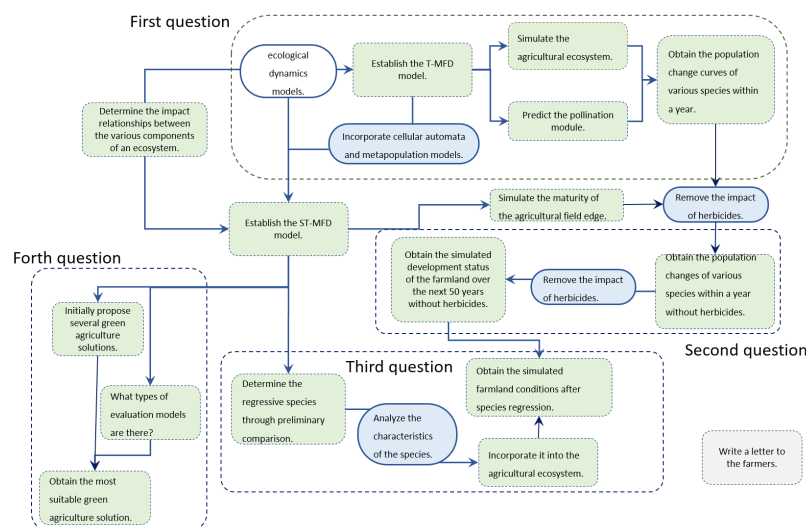 First question
ecological
dynamics
models.
Establish the T-MFD
model.
Simulate the
agricultural ecosystem.
Predict the pollination
module.
Obtain the population
change curves of
various species within
a year.
Determine the impact
relationships between
the various components
of an ecosystem.
Incorporate cellular automata
and metapopulation models.
Establish the ST-MFD
model.
Simulate the maturity of
the agricultural field edge.
Remove the impact
of herbicides.
Obtain the simulated
development status
of the farmland over
the next 50 years
without herbicides.
Remove the impact
of herbicides.
Obtain the population
changes of various
species within a year
without herbicides.
Second question
Forth question
Initially propose
several green
agriculture
solutions.
What types of
evaluation models
are there?
Obtain the most
suitable green
agriculture solution.
Third question
Determine the
regressive species
through preliminary
comparison.
Analyze the
characteristics
of the species.
Obtain the simulated
farmland conditions after
species regression.
Incorporate it into the
agricultural ecosystem.
Write a letter to
the farmers.